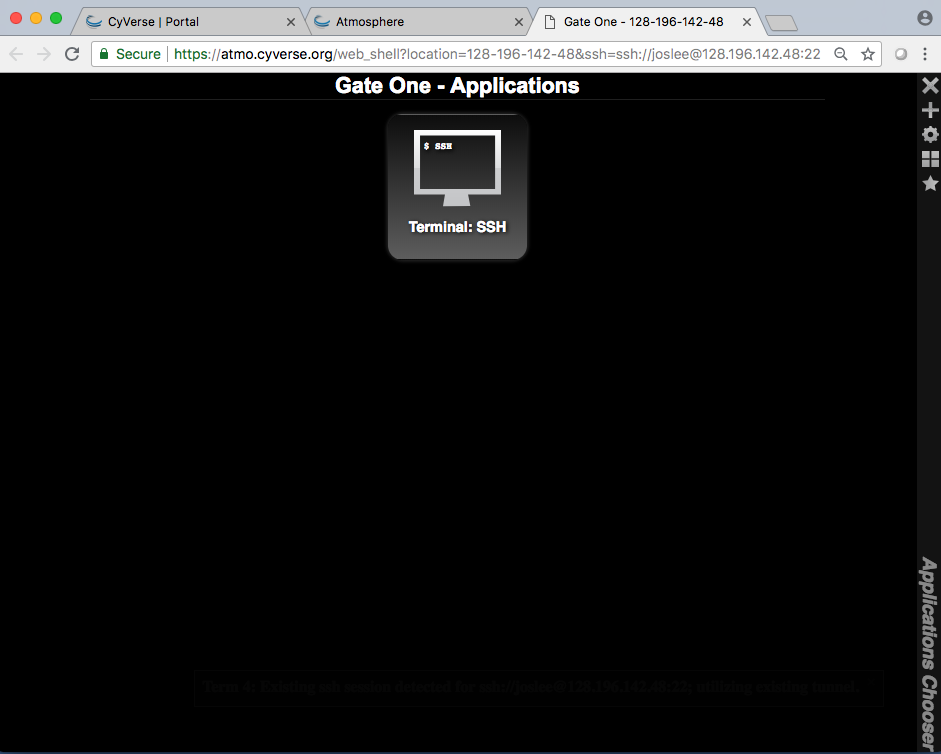 CyVerse | Portal
Atmosphere
Gate One - 128-196-142-48
Secure
https://atmo.cyverse.org/web_shell?location=128-196-142-48&ssh=ssh://joslee@128.196.142.48:22
Gate One - Applications
$ SSH
Terminal: SSH
Applications Chooser
Term 4: Existing ssh session detected for ssh://joslee@128.196.142.48:22; utilizing existing tunnel.